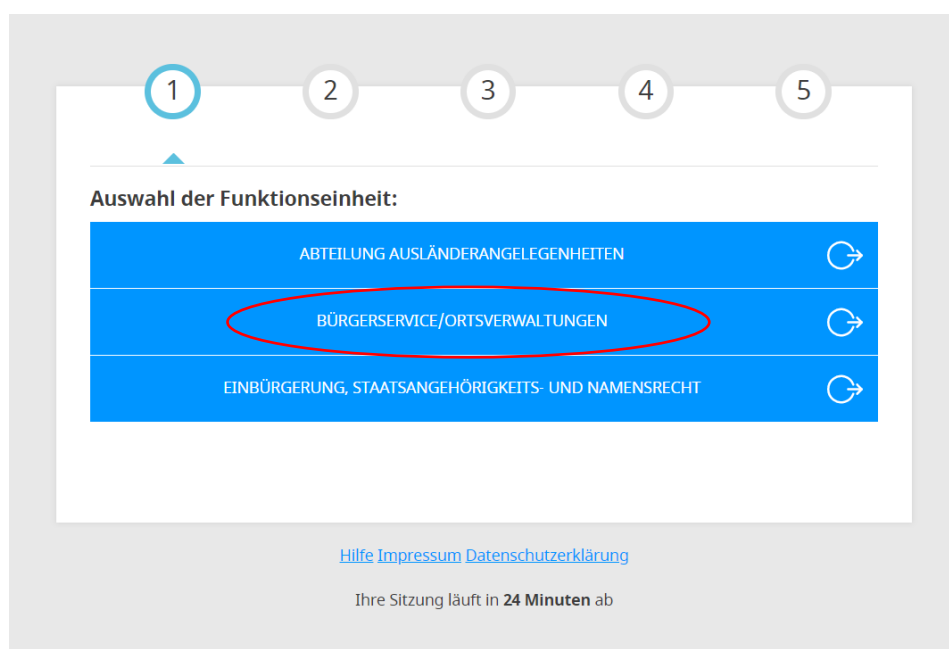 1 2 3 4 5
Auswahl der Funktionseinheit:
ABTEILUNG AUSLÄNDERANGELEGENHEITEN
BÜRGERSERVICE/ORTSVERWALTUNGEN
EINBÜRGERUNG, STAATSANGEHÖRIGKEITS- UND NAMENSRECHT
Hilfe Impressum Datenschutzerklärung
Ihre Sitzung läuft in 24 Minuten ab